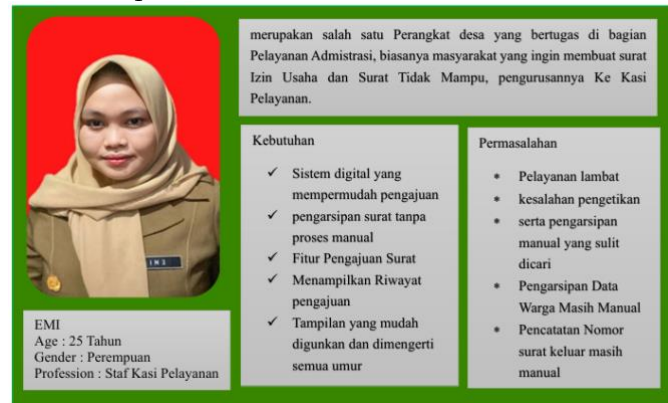 merupakan salah satu Perangkat desa yang bertugas di bagian
Pelayanan Admistrasi, biasanya masyarakat yang ingin membuat surat
Izin Usaha dan Surat Tidak Mampu, pengurusannya Ke Kasi
Pelayanan.
Kebutuhan
✓ Sistem digital yang
mempermudah pengajuan
✓ pengarsipan surat tanpa
proses manual
✓ Fitur Pengajuan Surat
✓ Menampilkan Riwayat
pengajuan
✓ Tampilan yang mudah
digunkan dan dimengerti
semua umur
Permasalahan
* Pelayanan lambat
* kesalahan pengetikan
* serta pengarsipan
manual yang sulit
dicari
* Pengarsipan Data
Warga Masih Manual
* Pencatatan Nomor
surat keluar masih
manual
EMI
Age : 25 Tahun
Gender : Perempuan
Profession : Staf Kasi Pelayanan